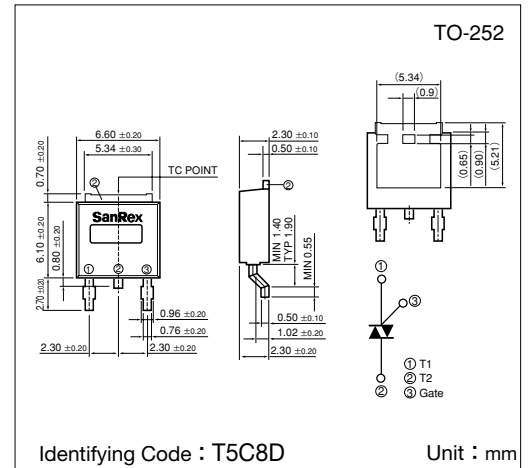 TO-252
(5.34)
(0.9)
6.60 ±0.20
5.34 ±0.30
2.30 ±0.10
0.50 ±0.10
TC POINT
0.70 ±0.20
②
②
(0.65)
(0.90)
(5.21)
SanRex
6.10 ±0.20
0.80 ±0.20
① ② ③
MIN 1.40
TYP 1.90
MIN 0.55
2.70 ±0.20
0.96 ±0.20
0.76 ±0.20
2.30 ±0.20
2.30 ±0.20
0.50 ±0.10
1.02 ±0.20
2.30 ±0.20
①
③
②
① T1
② T2
③ Gate
Identifying Code : T5C8D
Unit : mm